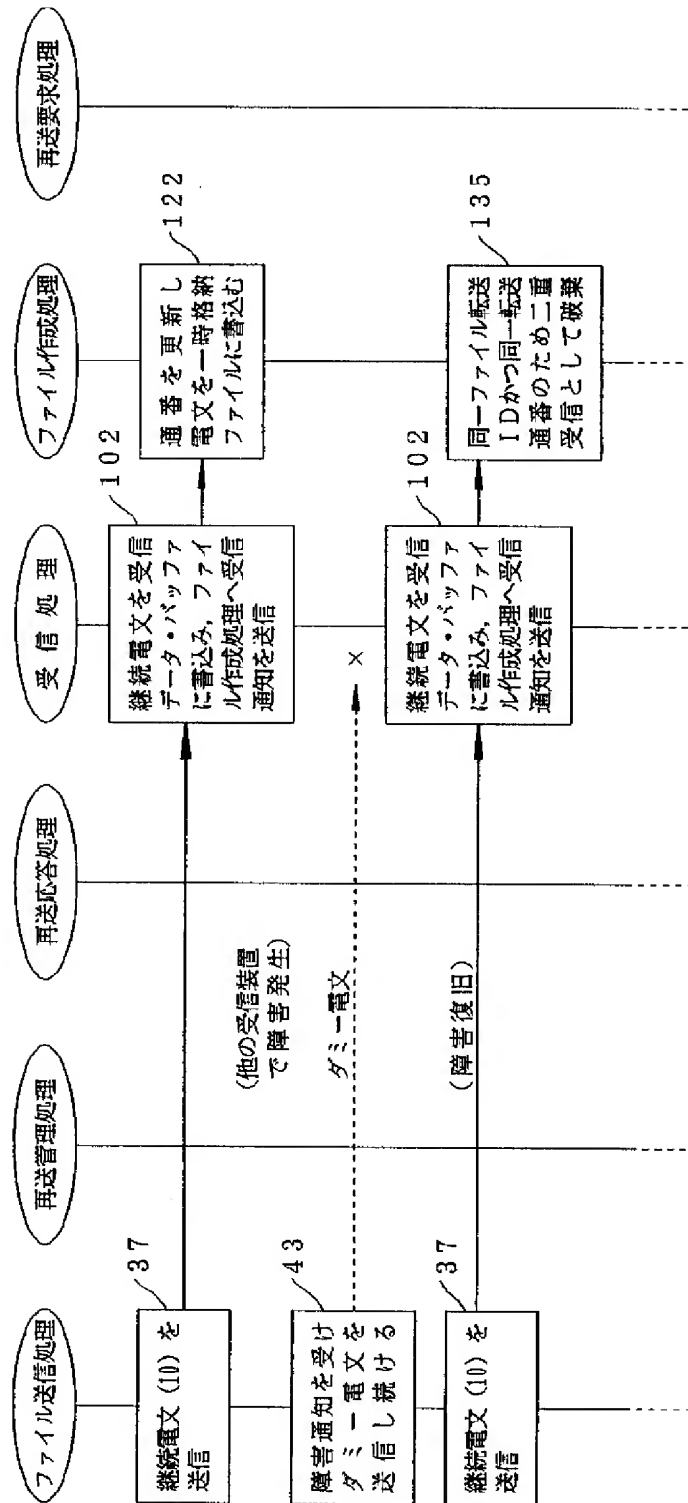 ファイル送信処理
再送管理処理
再送応答処理
受信処理
ファイル作成処理
再送要求処理
37
継続電文(10)を
送信
102
継続電文を受信
データ・バッファ
に書込み,ファイ
ル作成処理へ受信
通知を送信
122
通番を更新し
電文を一時格納
ファイルに書込む
43
障害通知を受け
ダミー電文を
送信し続ける
(他の受信装置
で障害発生)
ダミー電文
×
37
継続電文(10)を
送信
(障害復旧)
102
継続電文を受信
データ・バッファ
に書込み,ファイ
ル作成処理へ受信
通知を送信
135
同一ファイル転送
IDかつ同一転送
通番のため二重
受信として破棄